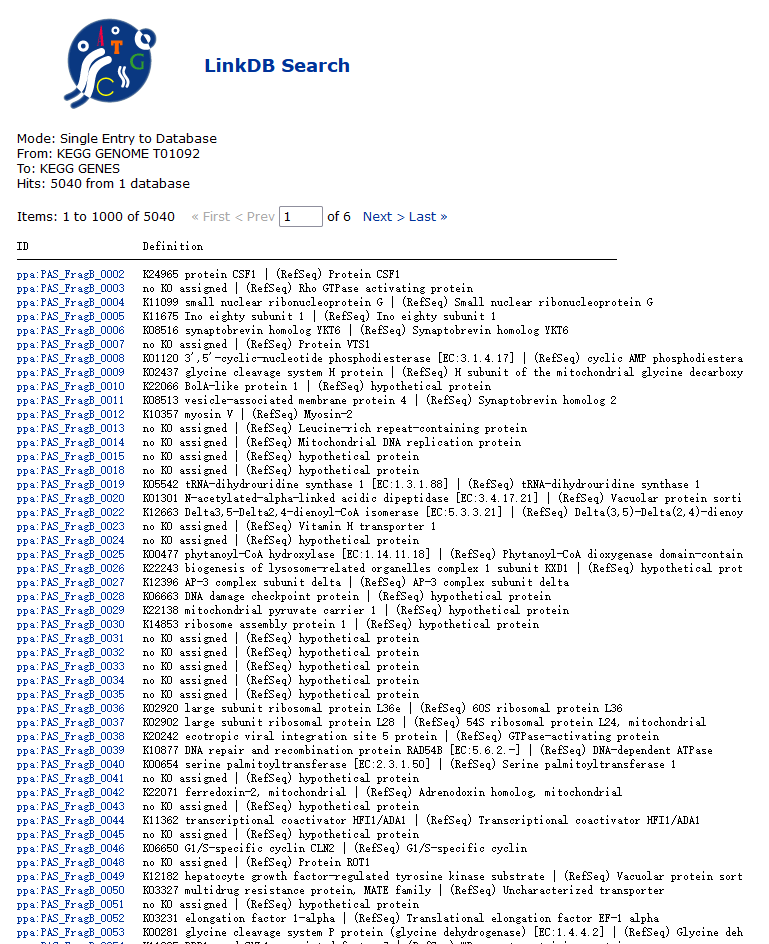 A T G C S
LinkDB Search
Mode: Single Entry to Database
From: KEGG GENOME T01092
To: KEGG GENES
Hits: 5040 from 1 database
Items: 1 to 1000 of 5040 « First < Prev 1 of 6 Next > Last »
ID Definition
ppa:PAS_FragB_0002 K24965 protein CSF1 | (RefSeq) Protein CSF1
ppa:PAS_FragB_0003 no KO assigned | (RefSeq) Rho GTPase activating protein
ppa:PAS_FragB_0004 K11099 small nuclear ribonucleoprotein G | (RefSeq) Small nuclear ribonucleoprotein G
ppa:PAS_FragB_0005 K11675 Ino eighty subunit 1 | (RefSeq) Ino eighty subunit 1
ppa:PAS_FragB_0006 K08516 synaptobrevin homolog YKT6 | (RefSeq) Synaptobrevin homolog YKT6
ppa:PAS_FragB_0007 no KO assigned | (RefSeq) Protein VTS1
ppa:PAS_FragB_0008 K01120 3',5'-cyclic-nucleotide phosphodiesterase [EC:3.1.4.17] | (RefSeq) cyclic AMP phosphodiestera
ppa:PAS_FragB_0009 K02437 glycine cleavage system H protein | (RefSeq) H subunit of the mitochondrial glycine decarboxy
ppa:PAS_FragB_0010 K22066 BolA-like protein 1 | (RefSeq) hypothetical protein
ppa:PAS_FragB_0011 K08513 vesicle-associated membrane protein 4 | (RefSeq) Synaptobrevin homolog 2
ppa:PAS_FragB_0012 K10357 myosin V | (RefSeq) Myosin-2
ppa:PAS_FragB_0013 no KO assigned | (RefSeq) Leucine-rich repeat-containing protein
ppa:PAS_FragB_0014 no KO assigned | (RefSeq) Mitochondrial DNA replication protein
ppa:PAS_FragB_0015 no KO assigned | (RefSeq) hypothetical protein
ppa:PAS_FragB_0018 no KO assigned | (RefSeq) hypothetical protein
ppa:PAS_FragB_0019 K05542 tRNA-dihydrouridine synthase 1 [EC:1.3.1.88] | (RefSeq) tRNA-dihydrouridine synthase 1
ppa:PAS_FragB_0020 K01301 N-acetylated-alpha-linked acidic dipeptidase [EC:3.4.17.21] | (RefSeq) Vacuolar protein sorti
ppa:PAS_FragB_0022 K12663 Delta3,5-Delta2,4-dienoyl-CoA isomerase [EC:5.3.3.21] | (RefSeq) Delta(3,5)-Delta(2,4)-dienoy
ppa:PAS_FragB_0023 no KO assigned | (RefSeq) Vitamin H transporter 1
ppa:PAS_FragB_0024 no KO assigned | (RefSeq) hypothetical protein
ppa:PAS_FragB_0025 K00477 phytanoyl-CoA hydroxylase [EC:1.14.11.18] | (RefSeq) Phytanoyl-CoA dioxygenase domain-contain
ppa:PAS_FragB_0026 K22243 biogenesis of lysosome-related organelles complex 1 subunit KXD1 | (RefSeq) hypothetical prot
ppa:PAS_FragB_0027 K12396 AP-3 complex subunit delta | (RefSeq) AP-3 complex subunit delta
ppa:PAS_FragB_0028 K06663 DNA damage checkpoint protein | (RefSeq) hypothetical protein
ppa:PAS_FragB_0029 K22138 mitochondrial pyruvate carrier 1 | (RefSeq) hypothetical protein
ppa:PAS_FragB_0030 K14853 ribosome assembly protein 1 | (RefSeq) hypothetical protein
ppa:PAS_FragB_0031 no KO assigned | (RefSeq) hypothetical protein
ppa:PAS_FragB_0032 no KO assigned | (RefSeq) hypothetical protein
ppa:PAS_FragB_0033 no KO assigned | (RefSeq) hypothetical protein
ppa:PAS_FragB_0034 no KO assigned | (RefSeq) hypothetical protein
ppa:PAS_FragB_0035 no KO assigned | (RefSeq) hypothetical protein
ppa:PAS_FragB_0036 K02920 large subunit ribosomal protein L36e | (RefSeq) 60S ribosomal protein L36
ppa:PAS_FragB_0037 K02902 large subunit ribosomal protein L28 | (RefSeq) 54S ribosomal protein L24, mitochondrial
ppa:PAS_FragB_0038 K20242 ecotropic viral integration site 5 protein | (RefSeq) GTPase-activating protein
ppa:PAS_FragB_0039 K10877 DNA repair and recombination protein RAD54B [EC:5.6.2.-] | (RefSeq) DNA-dependent ATPase
ppa:PAS_FragB_0040 K00654 serine palmitoyltransferase [EC:2.3.1.50] | (RefSeq) Serine palmitoyltransferase 1
ppa:PAS_FragB_0041 no KO assigned | (RefSeq) hypothetical protein
ppa:PAS_FragB_0042 K22071 ferredoxin-2, mitochondrial | (RefSeq) Adrenodoxin homolog, mitochondrial
ppa:PAS_FragB_0043 no KO assigned | (RefSeq) hypothetical protein
ppa:PAS_FragB_0044 K11362 transcriptional coactivator HFI1/ADA1 | (RefSeq) Transcriptional coactivator HFI1/ADA1
ppa:PAS_FragB_0045 no KO assigned | (RefSeq) hypothetical protein
ppa:PAS_FragB_0046 K06650 G1/S-specific cyclin CLN2 | (RefSeq) G1/S-specific cyclin
ppa:PAS_FragB_0048 no KO assigned | (RefSeq) Protein ROT1
ppa:PAS_FragB_0049 K12182 hepatocyte growth factor-regulated tyrosine kinase substrate | (RefSeq) Vacuolar protein sort
ppa:PAS_FragB_0050 K03327 multidrug resistance protein, MATE family | (RefSeq) Uncharacterized transporter
ppa:PAS_FragB_0051 no KO assigned | (RefSeq) hypothetical protein
ppa:PAS_FragB_0052 K03231 elongation factor 1-alpha | (RefSeq) Translational elongation factor EF-1 alpha
ppa:PAS_FragB_0053 K00281 glycine cleavage system P protein (glycine dehydrogenase) [EC:1.4.4.2] | (RefSeq) Glycine deh